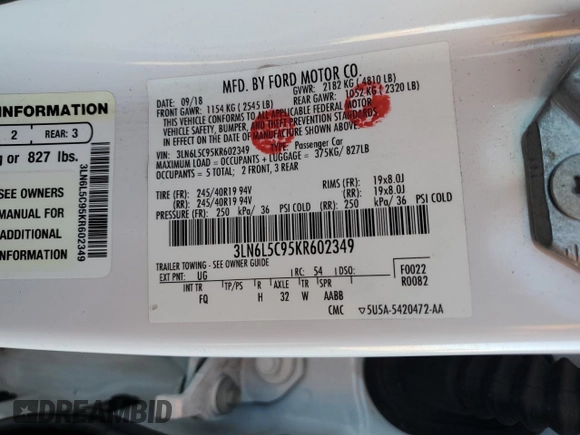 INFORMATION
2 REAR: 3
g or 827 lbs.
SEE OWNERS
MANUAL FOR
ADDITIONAL
INFORMATION
3LN6L5C95KR602349
MFD. BY FORD MOTOR CO.
09/18 GVWR: 2182 KG ( 4810 LB)
FRONT GAWR: 1154 KG ( 2545 LB) REAR GAWR: 1052 KG ( 2320 LB)
THIS VEHICLE CONFORMS TO ALL APPLICABLE FEDERAL MOTOR
VEHICLE SAFETY, BUMPER, AND THEFT PREVENTION STANDARDS
IN EFFECT ON THE DATE OF MANUFACTURE SHOWN ABOVE.
VIN: 3LN6L5C95KR602349 TYPE: Passenger Car
MAXIMUM LOAD = OCCUPANTS + LUGGAGE = 375KG/ 827LB
OCCUPANTS = 5 TOTAL; 2 FRONT, 3 REAR
TIRE (FR): 245/40R19 94V RIMS(FR): 19x8.0J
(RR): 245/40R19 94V (RR): 19x8.0J
PRESSURE (FR): 250 kPa/ 36 PSI COLD (RR): 250 kPa/ 36 PSI COLD
3LN6L5C95KR602349
TRAILER TOWING - SEE OWNER GUIDE
EXT PNT: UG RC: 54 DSO: F0022
INT TR TP/PS R AXLE TR SPR R0082
FQ H 32 W AABB
CMC ▽5U5A-5420472-AA
DREAMBID